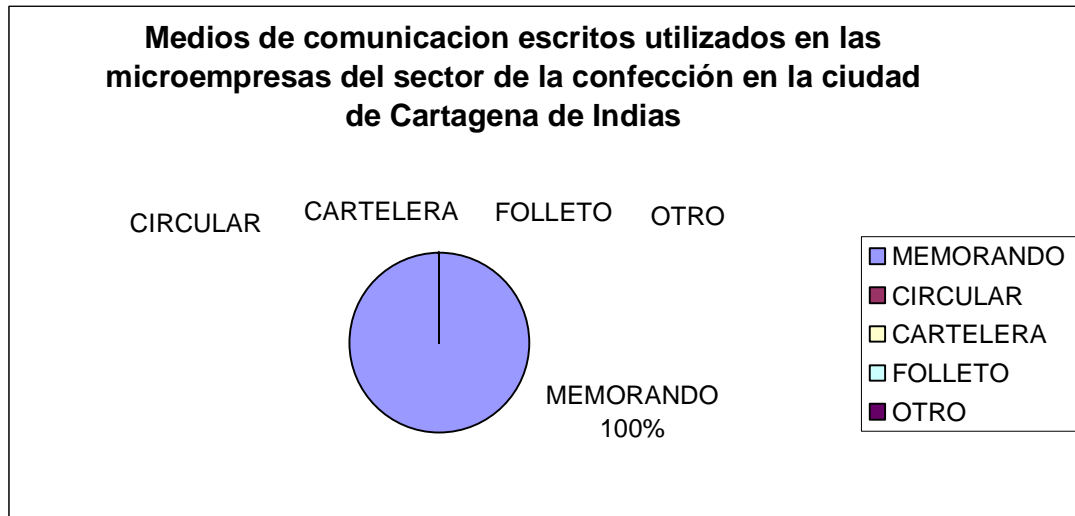 Medios de comunicacion escritos utilizados en las
microempresas del sector de la confección en la ciudad
de Cartagena de Indias
CIRCULAR
CARTELERA
FOLLETO
OTRO
MEMORANDO
100%
MEMORANDO
CIRCULAR
CARTELERA
FOLLETO
OTRO